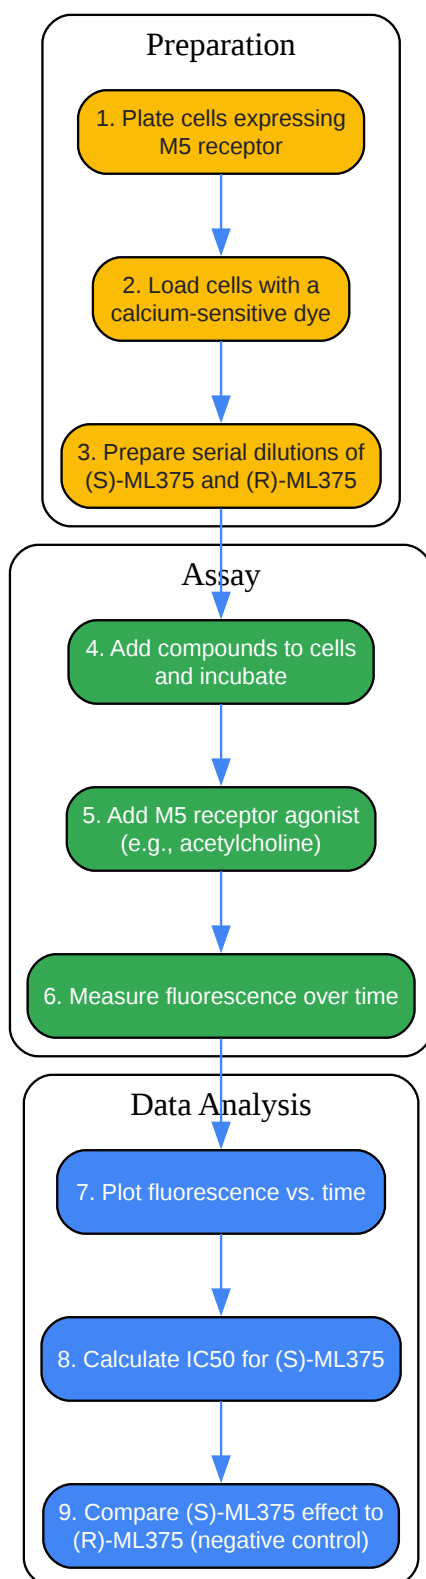 Preparation
1. Plate cells expressing
M5 receptor
2. Load cells with a
calcium-sensitive dye
3. Prepare serial dilutions of
(S)-ML375 and (R)-ML375
Assay
4. Add compounds to cells
and incubate
5. Add M5 receptor agonist
(e.g., acetylcholine)
6. Measure fluorescence over time
Data Analysis
7. Plot fluorescence vs. time
8. Calculate IC50 for (S)-ML375
9. Compare (S)-ML375 effect to
(R)-ML375 (negative control)